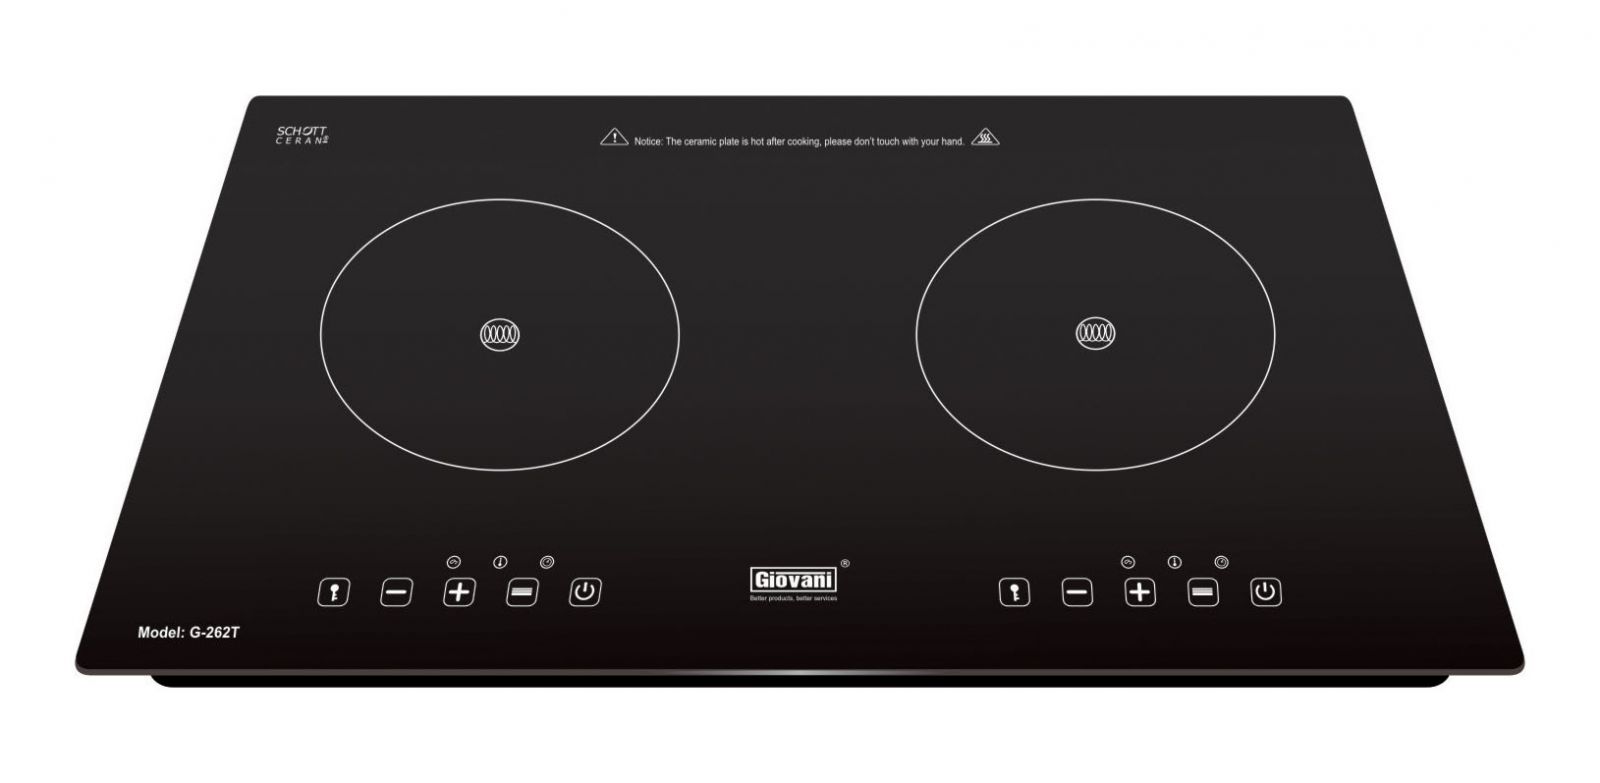 SCHOTT
CERAN®
Notice: The ceramic plate is hot after cooking, please don't touch with your hand.
Giovani®
Better products, better services
Model: G-262T